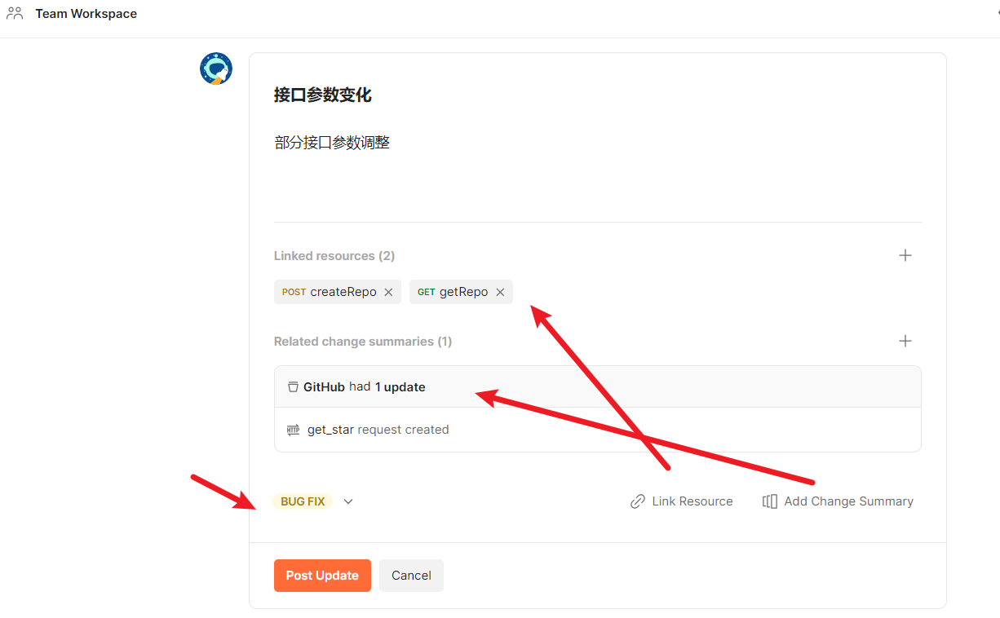 Team Workspace
接口参数变化
部分接口参数调整
Linked resources (2)
POST createRepo GET getRepo
Related change summaries (1)
GitHub had 1 update
HTTP get_star request created
BUG FIX Link Resource Add Change Summary
Post Update Cancel